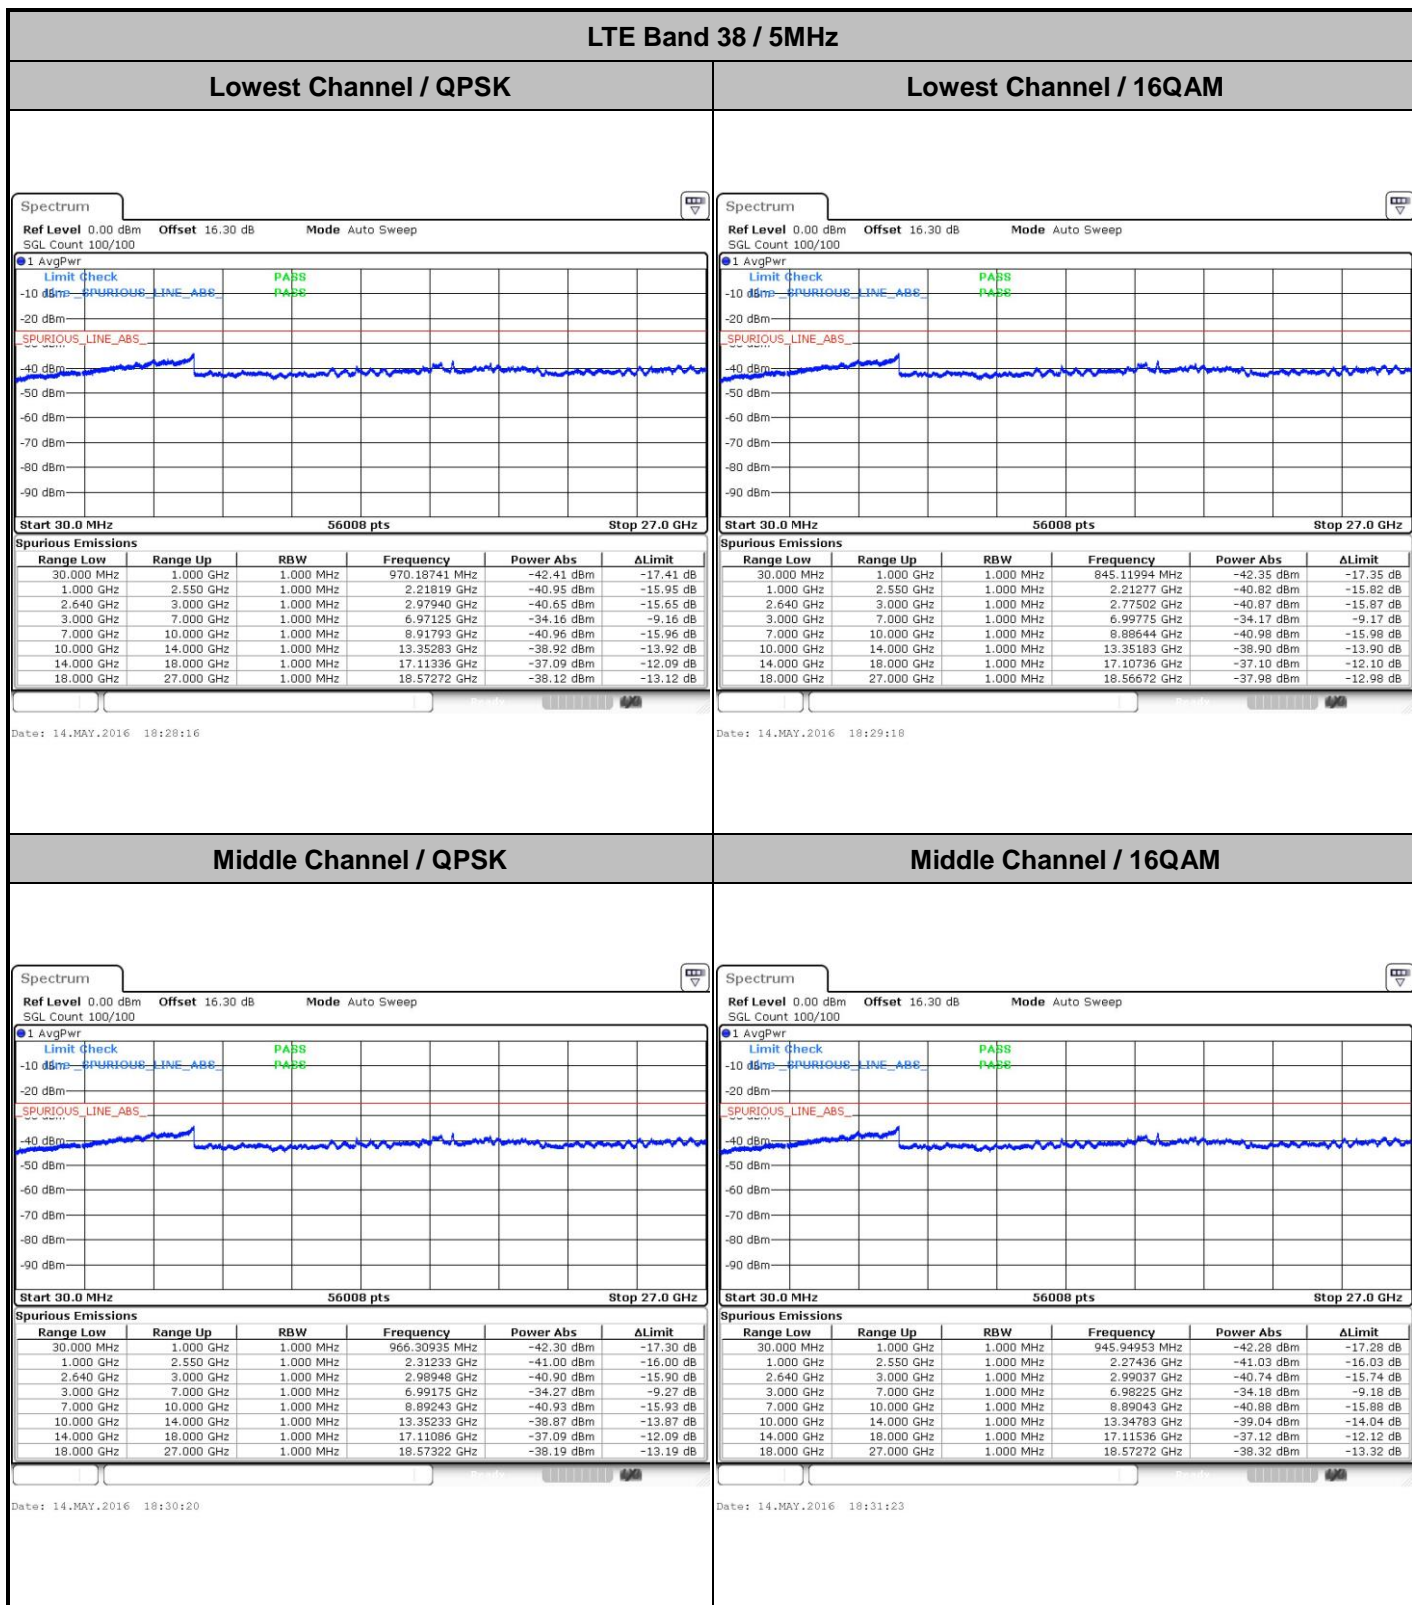 LTE Band 38 / 5MHz
Lowest Channel / QPSK
Lowest Channel / 16QAM
Spectrum
Ref Level 0.00 dBm Offset 16.30 dB Mode Auto Sweep
SGL Count 100/100
1 AvgPwr
Limit Check PASS
Line _SPURIOUS_LINE_ABS_ PASS
-10 dBm
-20 dBm
_SPURIOUS_LINE_ABS_
-40 dBm
-50 dBm
-60 dBm
-70 dBm
-80 dBm
-90 dBm
Start 30.0 MHz 56008 pts Stop 27.0 GHz
Spurious Emissions
Range Low Range Up RBW Frequency Power Abs ΔLimit
30.000 MHz 1.000 GHz 1.000 MHz 970.18741 MHz -42.41 dBm -17.41 dB
1.000 GHz 2.550 GHz 1.000 MHz 2.21819 GHz -40.95 dBm -15.95 dB
2.640 GHz 3.000 GHz 1.000 MHz 2.97940 GHz -40.65 dBm -15.65 dB
3.000 GHz 7.000 GHz 1.000 MHz 6.97125 GHz -34.16 dBm -9.16 dB
7.000 GHz 10.000 GHz 1.000 MHz 8.91793 GHz -40.96 dBm -15.96 dB
10.000 GHz 14.000 GHz 1.000 MHz 13.35283 GHz -38.92 dBm -13.92 dB
14.000 GHz 18.000 GHz 1.000 MHz 17.11336 GHz -37.09 dBm -12.09 dB
18.000 GHz 27.000 GHz 1.000 MHz 18.57272 GHz -38.12 dBm -13.12 dB
Ready
Date: 14.MAY.2016 18:28:16
Spectrum
Ref Level 0.00 dBm Offset 16.30 dB Mode Auto Sweep
SGL Count 100/100
1 AvgPwr
Limit Check PASS
Line _SPURIOUS_LINE_ABS_ PASS
-10 dBm
-20 dBm
_SPURIOUS_LINE_ABS_
-40 dBm
-50 dBm
-60 dBm
-70 dBm
-80 dBm
-90 dBm
Start 30.0 MHz 56008 pts Stop 27.0 GHz
Spurious Emissions
Range Low Range Up RBW Frequency Power Abs ΔLimit
30.000 MHz 1.000 GHz 1.000 MHz 845.11994 MHz -42.35 dBm -17.35 dB
1.000 GHz 2.550 GHz 1.000 MHz 2.21277 GHz -40.82 dBm -15.82 dB
2.640 GHz 3.000 GHz 1.000 MHz 2.77502 GHz -40.87 dBm -15.87 dB
3.000 GHz 7.000 GHz 1.000 MHz 6.99775 GHz -34.17 dBm -9.17 dB
7.000 GHz 10.000 GHz 1.000 MHz 8.88644 GHz -40.98 dBm -15.98 dB
10.000 GHz 14.000 GHz 1.000 MHz 13.35183 GHz -38.90 dBm -13.90 dB
14.000 GHz 18.000 GHz 1.000 MHz 17.10736 GHz -37.10 dBm -12.10 dB
18.000 GHz 27.000 GHz 1.000 MHz 18.56672 GHz -37.98 dBm -12.98 dB
Ready
Date: 14.MAY.2016 18:29:18
Middle Channel / QPSK
Middle Channel / 16QAM
Spectrum
Ref Level 0.00 dBm Offset 16.30 dB Mode Auto Sweep
SGL Count 100/100
1 AvgPwr
Limit Check PASS
Line _SPURIOUS_LINE_ABS_ PASS
-10 dBm
-20 dBm
_SPURIOUS_LINE_ABS_
-40 dBm
-50 dBm
-60 dBm
-70 dBm
-80 dBm
-90 dBm
Start 30.0 MHz 56008 pts Stop 27.0 GHz
Spurious Emissions
Range Low Range Up RBW Frequency Power Abs ΔLimit
30.000 MHz 1.000 GHz 1.000 MHz 966.30935 MHz -42.30 dBm -17.30 dB
1.000 GHz 2.550 GHz 1.000 MHz 2.31233 GHz -41.00 dBm -16.00 dB
2.640 GHz 3.000 GHz 1.000 MHz 2.98948 GHz -40.90 dBm -15.90 dB
3.000 GHz 7.000 GHz 1.000 MHz 6.99175 GHz -34.27 dBm -9.27 dB
7.000 GHz 10.000 GHz 1.000 MHz 8.89243 GHz -40.93 dBm -15.93 dB
10.000 GHz 14.000 GHz 1.000 MHz 13.35233 GHz -38.87 dBm -13.87 dB
14.000 GHz 18.000 GHz 1.000 MHz 17.11086 GHz -37.09 dBm -12.09 dB
18.000 GHz 27.000 GHz 1.000 MHz 18.57322 GHz -38.19 dBm -13.19 dB
Ready
Date: 14.MAY.2016 18:30:20
Spectrum
Ref Level 0.00 dBm Offset 16.30 dB Mode Auto Sweep
SGL Count 100/100
1 AvgPwr
Limit Check PASS
Line _SPURIOUS_LINE_ABS_ PASS
-10 dBm
-20 dBm
_SPURIOUS_LINE_ABS_
-40 dBm
-50 dBm
-60 dBm
-70 dBm
-80 dBm
-90 dBm
Start 30.0 MHz 56008 pts Stop 27.0 GHz
Spurious Emissions
Range Low Range Up RBW Frequency Power Abs ΔLimit
30.000 MHz 1.000 GHz 1.000 MHz 945.94953 MHz -42.28 dBm -17.28 dB
1.000 GHz 2.550 GHz 1.000 MHz 2.27436 GHz -41.03 dBm -16.03 dB
2.640 GHz 3.000 GHz 1.000 MHz 2.99037 GHz -40.74 dBm -15.74 dB
3.000 GHz 7.000 GHz 1.000 MHz 6.98225 GHz -34.18 dBm -9.18 dB
7.000 GHz 10.000 GHz 1.000 MHz 8.89043 GHz -40.88 dBm -15.88 dB
10.000 GHz 14.000 GHz 1.000 MHz 13.34783 GHz -39.04 dBm -14.04 dB
14.000 GHz 18.000 GHz 1.000 MHz 17.11536 GHz -37.12 dBm -12.12 dB
18.000 GHz 27.000 GHz 1.000 MHz 18.57272 GHz -38.32 dBm -13.32 dB
Ready
Date: 14.MAY.2016 18:31:23